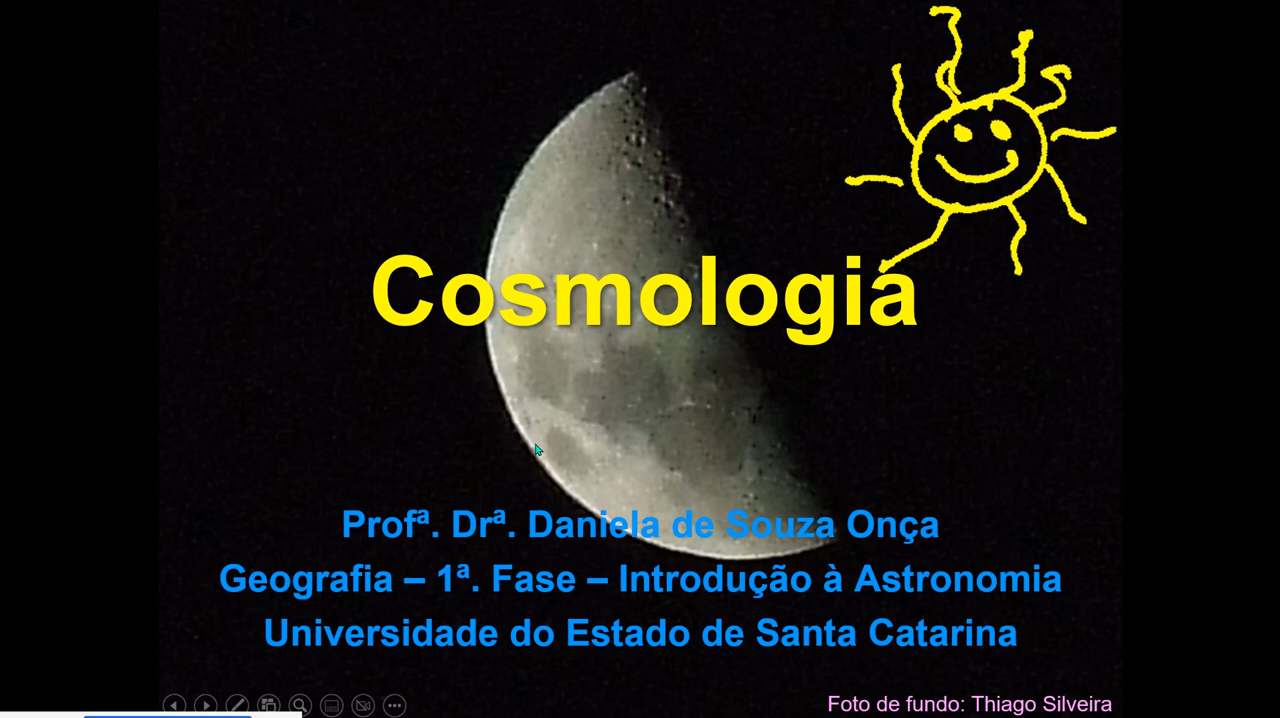 Cosmologia
Profª. Drª. Daniela de Souza Onça
Geografia – 1ª. Fase – Introdução à Astronomia
Universidade do Estado de Santa Catarina
Foto de fundo: Thiago Silveira